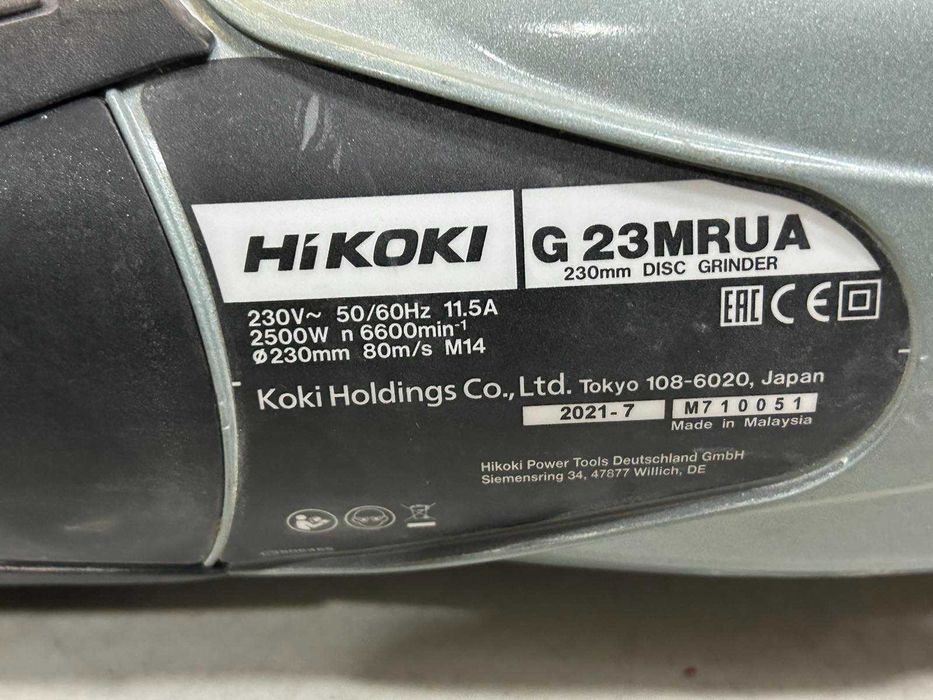 HiKOKI
G 23MRUA
230mm DISC GRINDER
230V~ 50/60Hz 11.5A
2500W n 6600min-1
ø230mm 80m/s M14
EAC CE
Koki Holdings Co., Ltd. Tokyo 108-6020, Japan
2021-7 M710051
Made in Malaysia
Hikoki Power Tools Deutschland GmbH
Siemensring 34, 47877 Willich, DE